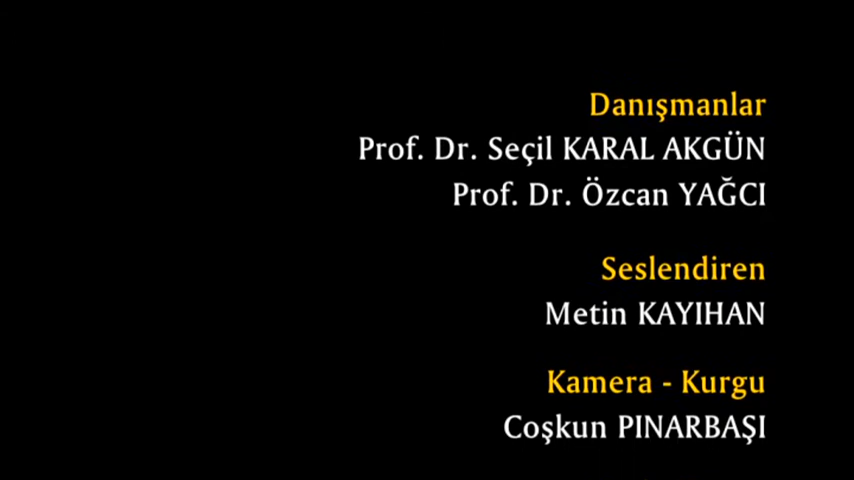 Danışmanlar
Prof. Dr. Seçil KARAL AKGÜN
Prof. Dr. Özcan YAĞCI
Seslendiren
Metin KAYIHAN
Kamera - Kurgu
Coşkun PINARBAŞI